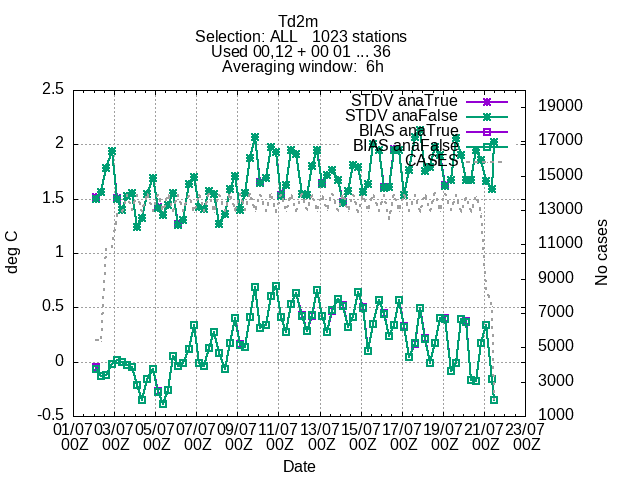 Td2m
Selection: ALL 1023 stations
Used 00,12 + 00 01 ... 36
Averaging window: 6h
STDV anaTrue
STDV anaFalse
BIAS anaTrue
BIAS anaFalse
CASES
2.5
2
1.5
1
0.5
0
-0.5
deg C
19000
17000
15000
13000
11000
9000
7000
5000
3000
1000
No cases
01/07 03/07 05/07 07/07 09/07 11/07 13/07 15/07 17/07 19/07 21/07 23/07
00Z 00Z 00Z 00Z 00Z 00Z 00Z 00Z 00Z 00Z 00Z 00Z
Date